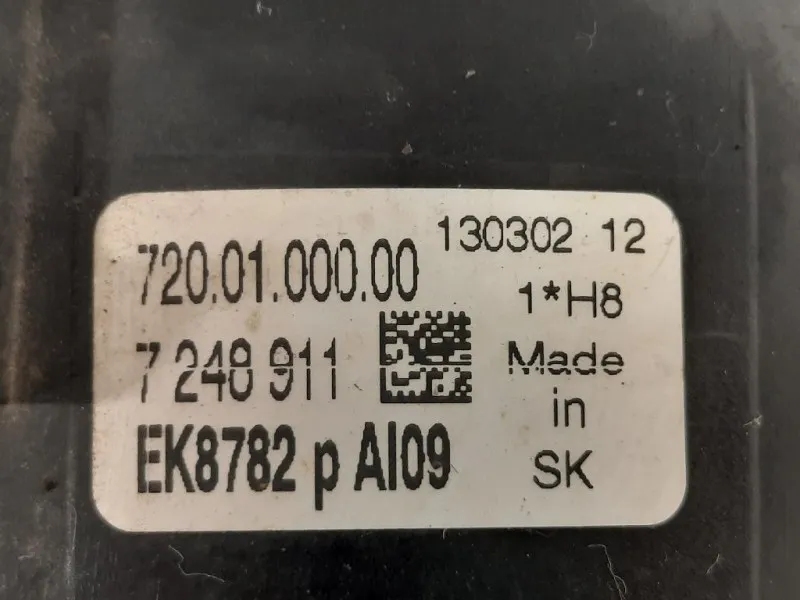 720.01.000.00
7 248 911
EK8782 p AI09
130302 12
1*H8
Made
in
SK